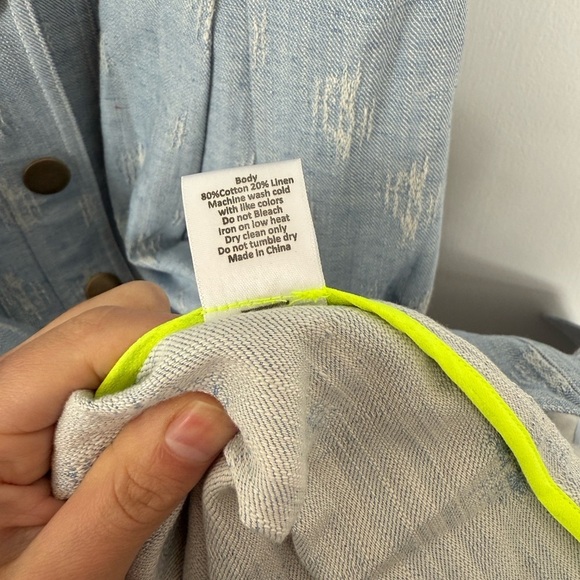 Body
80%Cotton 20% Linen
Machine wash cold
with like colors
Do not Bleach
Iron on low heat
Dry clean only
Do not tumble dry
Made in China